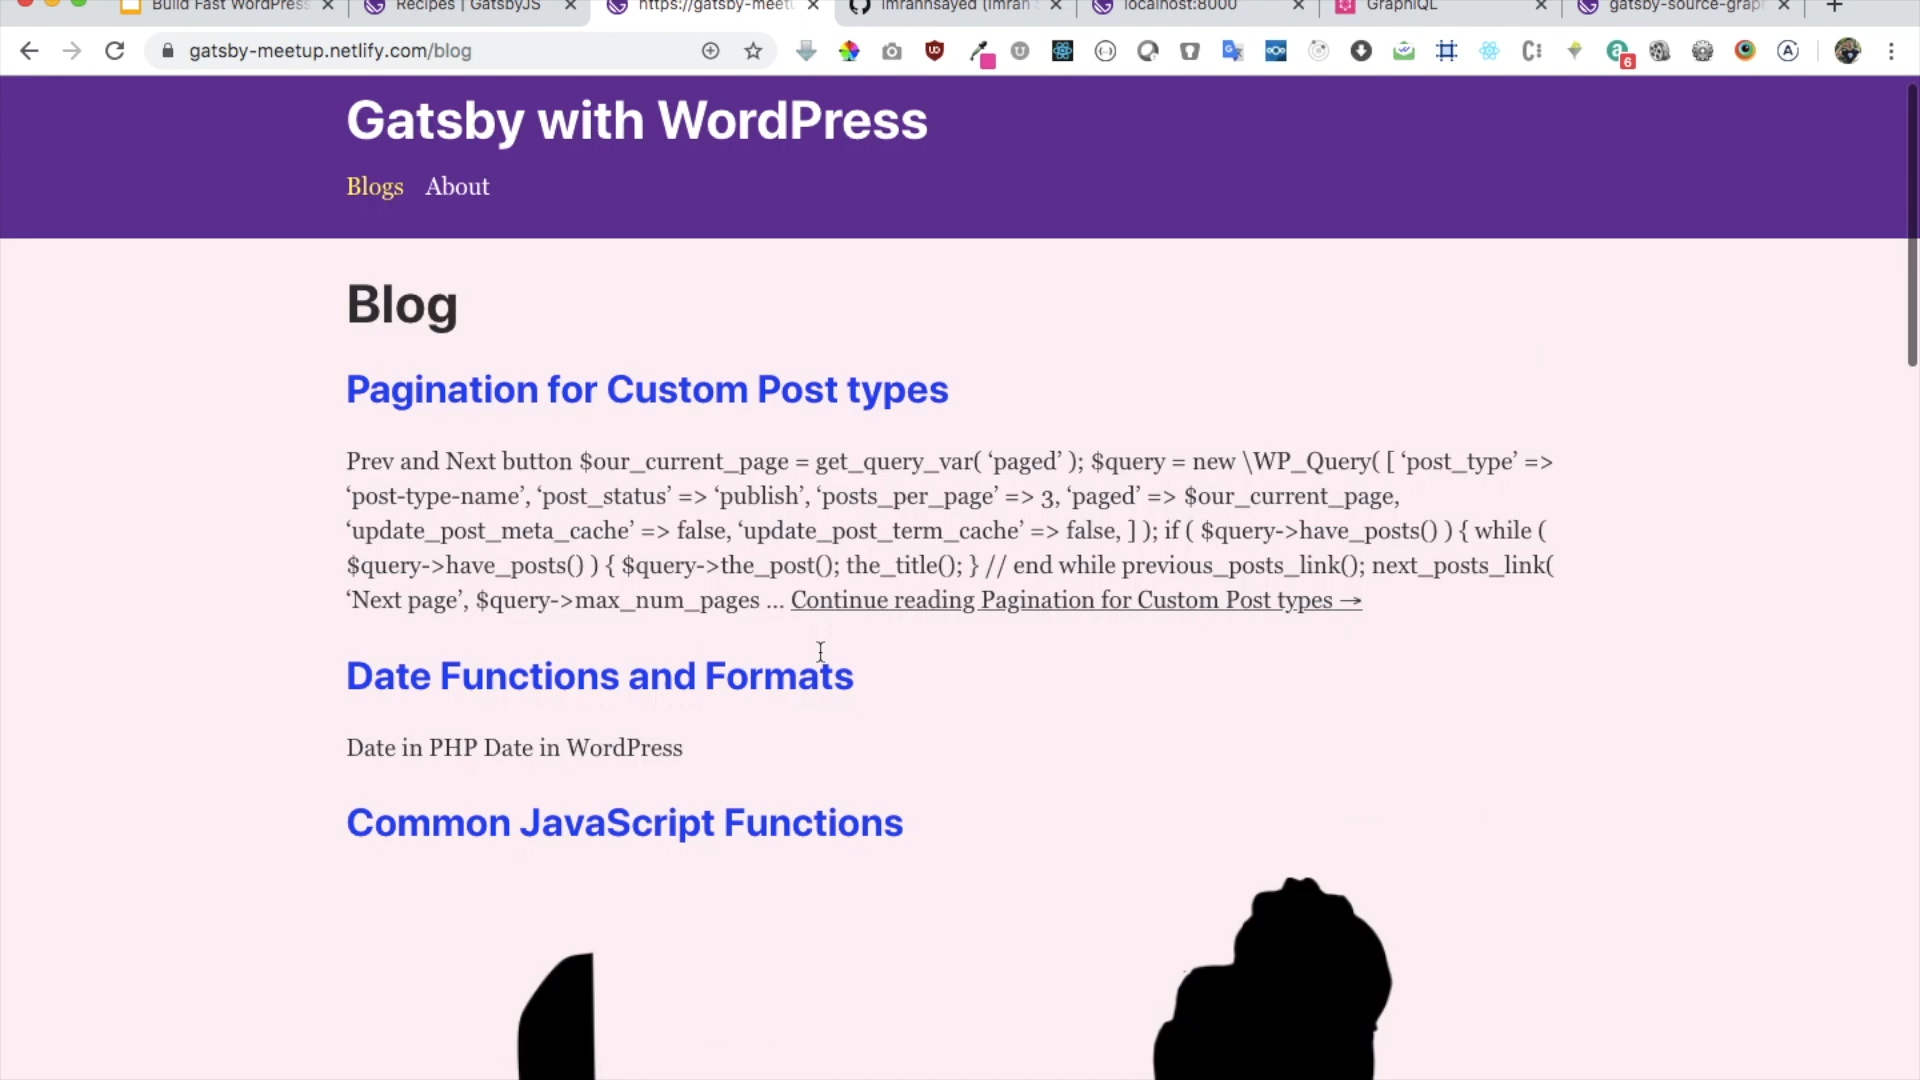 Build Fast WordPress
Recipes | GatsbyJS
https://gatsby-meetu
imrannsayed (Imran
localhost:8000
GraphiQL
gatsby-source-grap
gatsby-meetup.netlify.com/blog
6
Gatsby with WordPress
Blogs About
Blog
Pagination for Custom Post types
Prev and Next button $our_current_page = get_query_var( ‘paged’ ); $query = new \WP_Query( [ ‘post_type’ =>
‘post-type-name’, ‘post_status’ => ‘publish’, ‘posts_per_page’ => 3, ‘paged’ => $our_current_page,
‘update_post_meta_cache’ => false, ‘update_post_term_cache’ => false, ] ); if ( $query->have_posts() ) { while (
$query->have_posts() ) { $query->the_post(); the_title(); } // end while previous_posts_link(); next_posts_link(
‘Next page’, $query->max_num_pages … Continue reading Pagination for Custom Post types →
Date Functions and Formats
Date in PHP Date in WordPress
Common JavaScript Functions